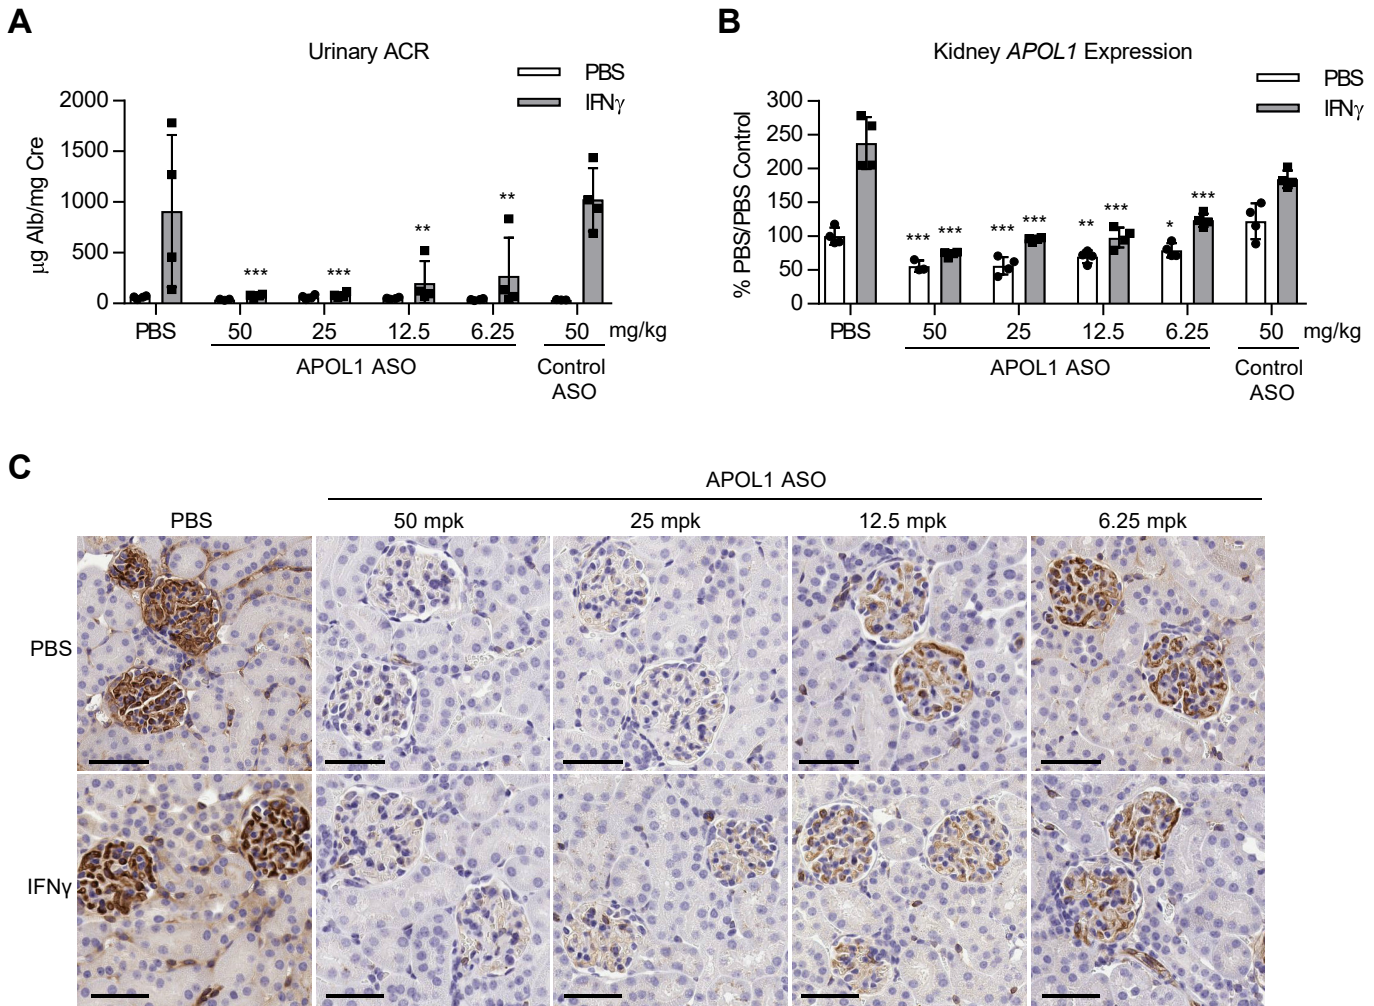 A
Urinary ACR
PBS
IFNγ
µg Alb/mg Cre
2000
1500
1000
500
0
***
***
**
**
PBS
50
25
12.5
6.25
50
mg/kg
APOL1 ASO
Control
ASO
B
Kidney APOL1 Expression
PBS
IFNγ
% PBS/PBS Control
300
250
200
150
100
50
0
***
***
***
***
**
***
*
***
PBS
50
25
12.5
6.25
50
mg/kg
APOL1 ASO
Control
ASO
C
APOL1 ASO
PBS
50 mpk
25 mpk
12.5 mpk
6.25 mpk
PBS
IFNγ